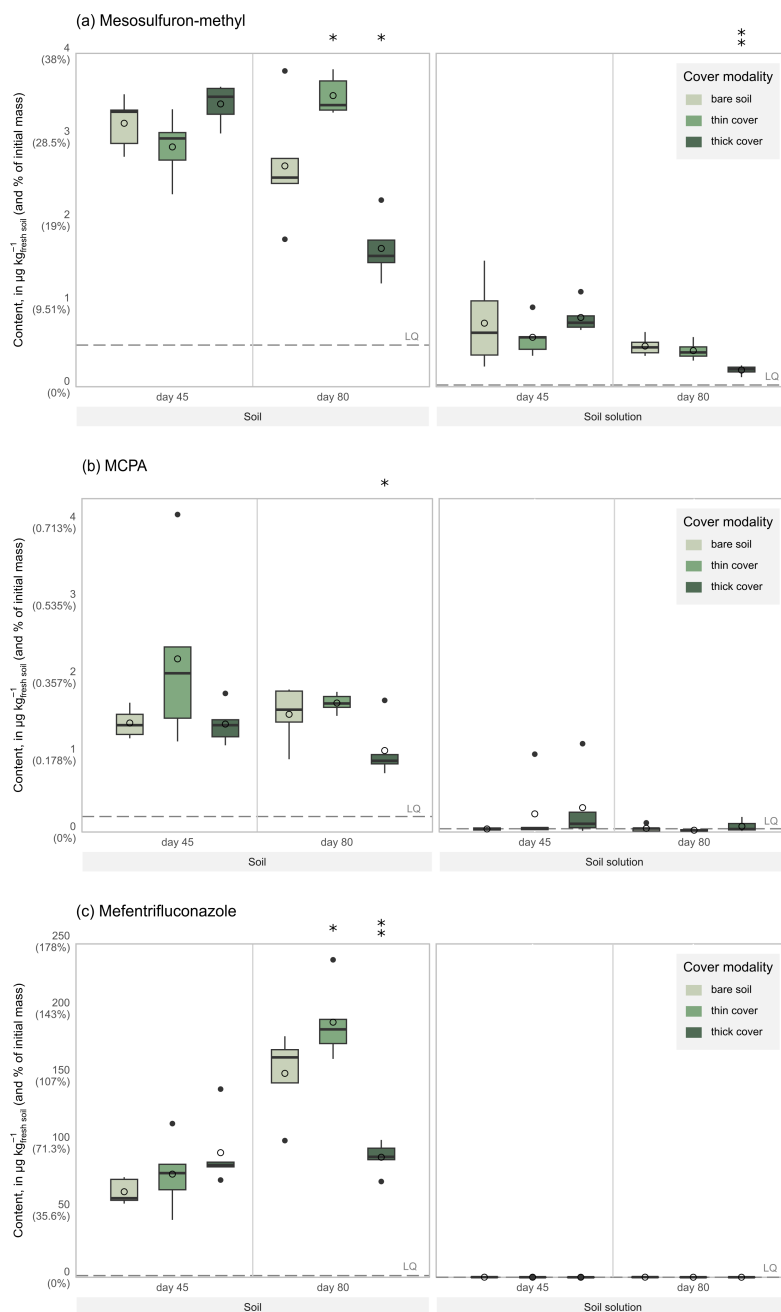 (a) Mesosulfuron-methyl
* * **
Content, in µg kg⁻¹ fresh soil (and % of initial mass)
4
(38%)
3
(28.5%)
2
(19%)
1
(9.51%)
0
(0%)
Cover modality
bare soil
thin cover
thick cover
LQ
LQ
day 45 day 80 day 45 day 80
Soil Soil solution
(b) MCPA
*
Content, in µg kg⁻¹ fresh soil (and % of initial mass)
4
(0.713%)
3
(0.535%)
2
(0.357%)
1
(0.178%)
0
(0%)
Cover modality
bare soil
thin cover
thick cover
LQ
LQ
day 45 day 80 day 45 day 80
Soil Soil solution
(c) Mefentrifluconazole
* **
Content, in µg kg⁻¹ fresh soil (and % of initial mass)
250
(178%)
200
(143%)
150
(107%)
100
(71.3%)
50
(35.6%)
0
(0%)
Cover modality
bare soil
thin cover
thick cover
LQ
LQ
day 45 day 80 day 45 day 80
Soil Soil solution